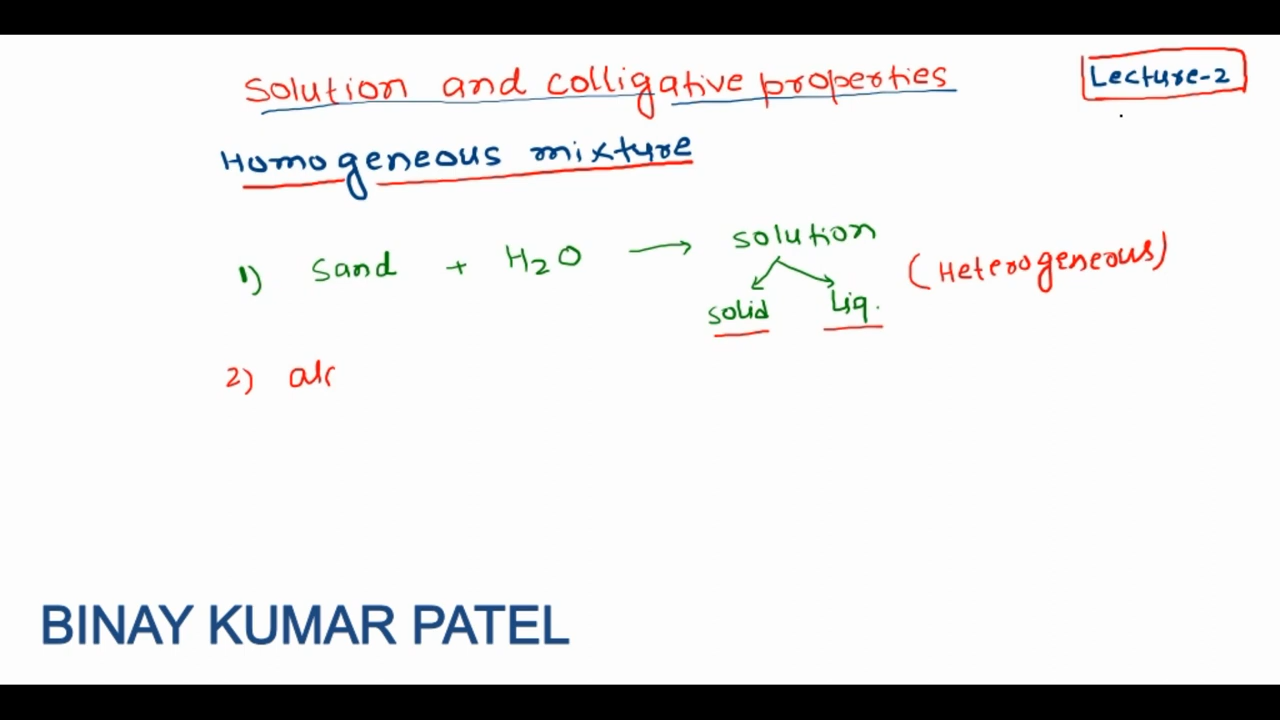 Solution and colligative properties
Lecture-2
Homogeneous mixture
1) Sand + H2O → solution (Heterogeneous)
solid Liq.
2) alc
BINAY KUMAR PATEL